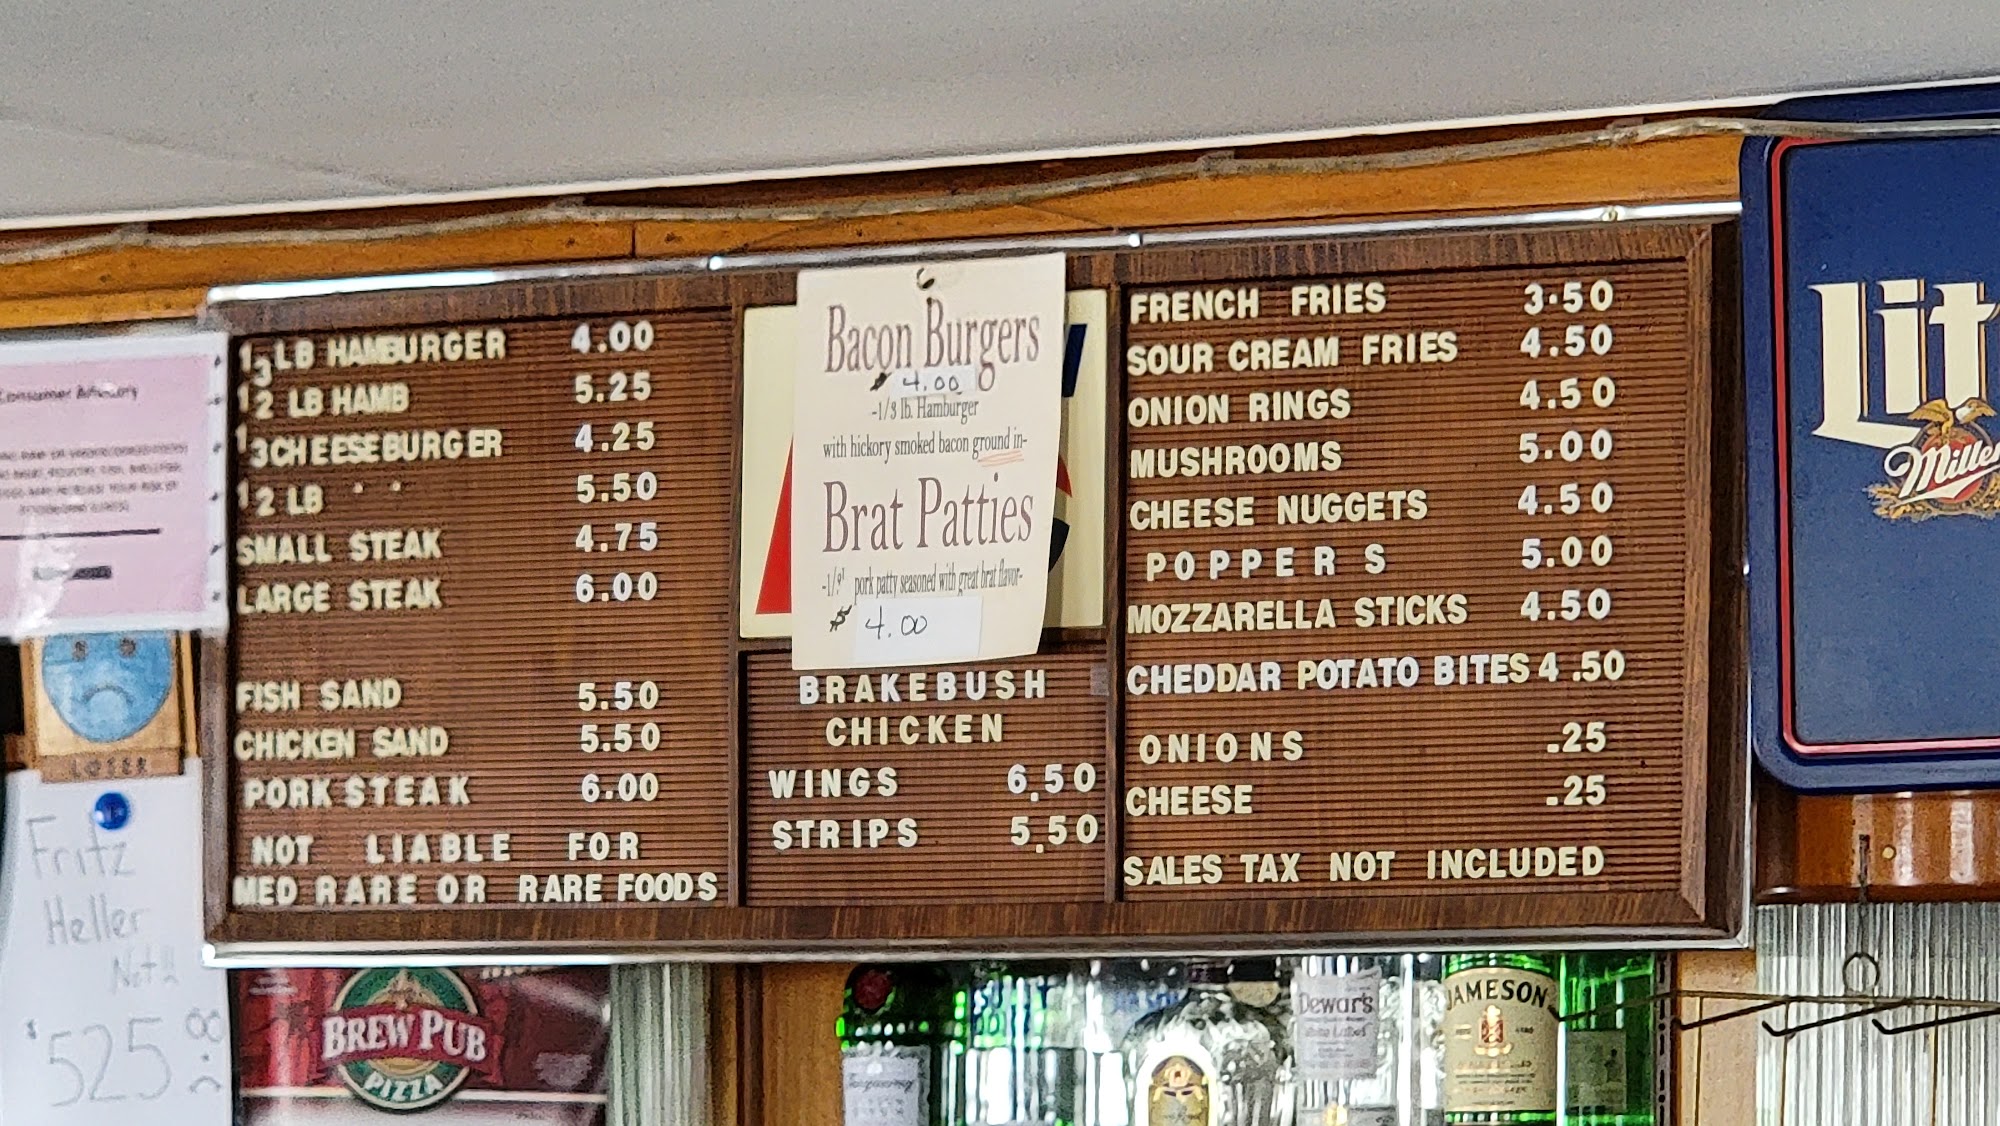 Consumer Advisory
LOSER
Fritz
Heller
Not!!
$525.00
1/3 LB HAMBURGER 4.00
1/2 LB HAMB 5.25
1/3 CHEESEBURGER 4.25
1/2 LB " 5.50
SMALL STEAK 4.75
LARGE STEAK 6.00
FISH SAND 5.50
CHICKEN SAND 5.50
PORK STEAK 6.00
NOT LIABLE FOR
MED RARE OR RARE FOODS
Bacon Burgers
$ 4.00
-1/3 lb. Hamburger
with hickory smoked bacon ground in-
Brat Patties
pork patty seasoned with great brat flavor-
$ 4.00
BRAKEBUSH
CHICKEN
WINGS 6.50
STRIPS 5.50
FRENCH FRIES 3.50
SOUR CREAM FRIES 4.50
ONION RINGS 4.50
MUSHROOMS 5.00
CHEESE NUGGETS 4.50
POPPERS 5.00
MOZZARELLA STICKS 4.50
CHEDDAR POTATO BITES 4.50
ONIONS .25
CHEESE .25
SALES TAX NOT INCLUDED
Lit
Miller
BREW PUB
PIZZA
Dewar's
White Label
JAMESON